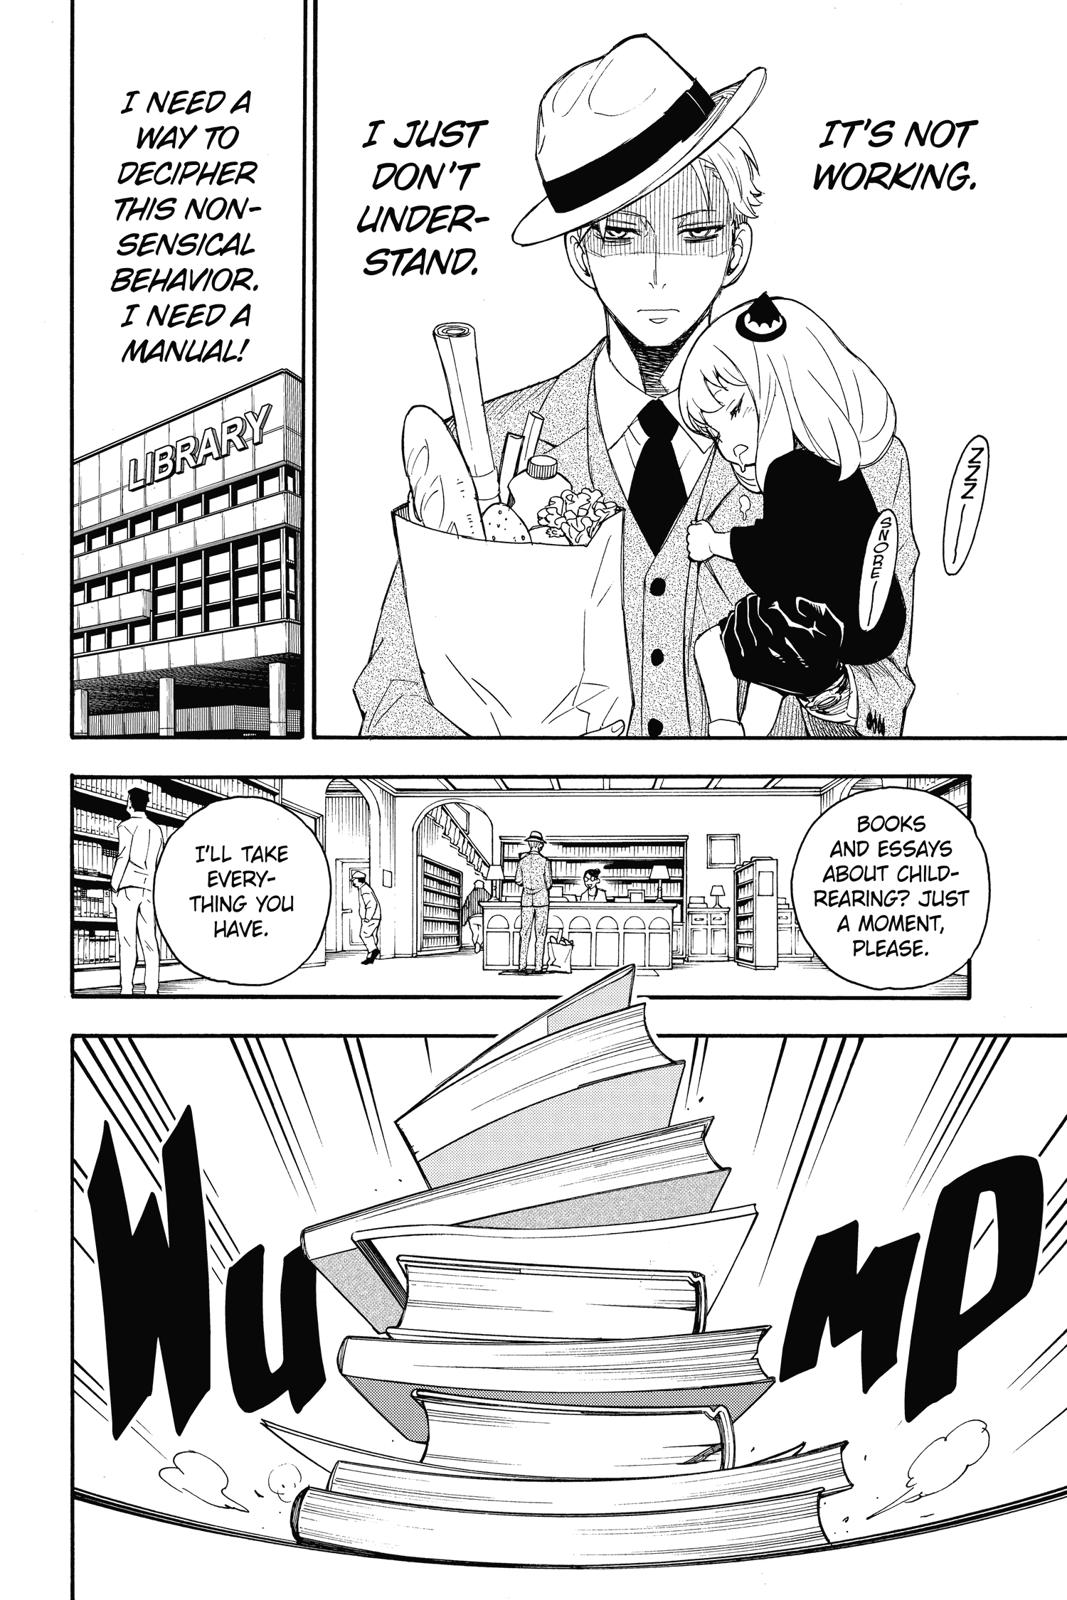 IT'S NOT
WORKING.
I JUST
DON'T
UNDER-
STAND.
ZZZ
SNORE
I NEED A
WAY TO
DECIPHER
THIS NON-
SENSICAL
BEHAVIOR.
I NEED A
MANUAL!
LIBRARY
BOOKS
AND ESSAYS
ABOUT CHILD-
REARING? JUST
A MOMENT,
PLEASE.
I'LL TAKE
EVERY-
THING YOU
HAVE.
WUMP